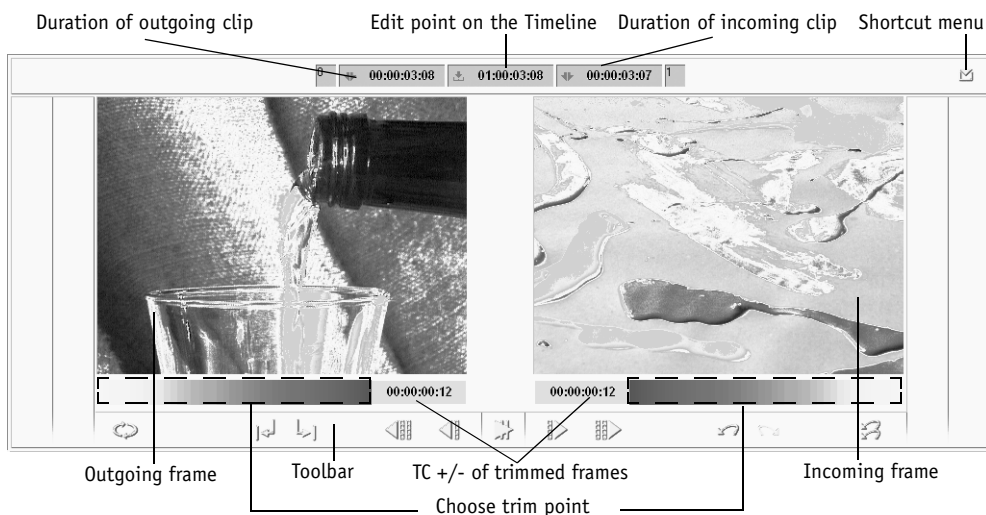 Duration of outgoing clip Edit point on the Timeline Duration of incoming clip Shortcut menu
00:00:03:08 01:00:03:08 00:00:03:07 1
00:00:00:12 00:00:00:12
Outgoing frame Toolbar TC +/- of trimmed frames Incoming frame
Choose trim point